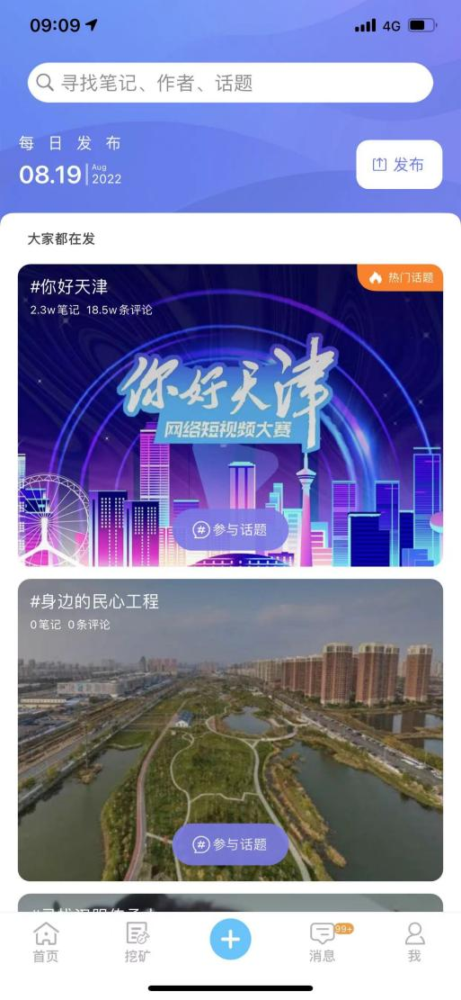 09:09
4G
寻找笔记、作者、话题
每日发布
08.19
Aug
2022
发布
大家都在发
#你好天津
热门话题
2.3w笔记 18.5w条评论
你好天津
网络短视频大赛
参与话题
#身边的民心工程
0笔记 0条评论
参与话题
首页
挖矿
消息
99+
我